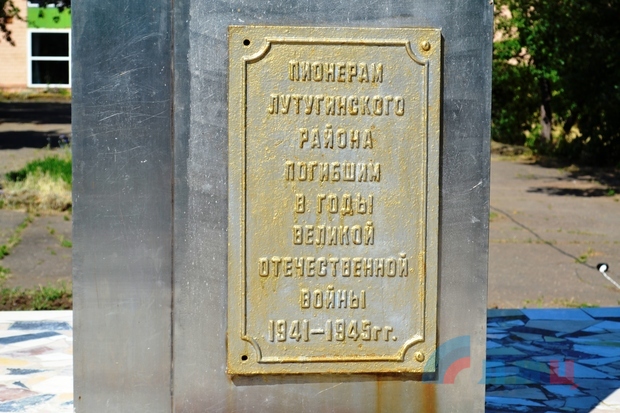 ПИОНЕРАМ
ЛУТУГИНСКОГО
РАЙОНА
ПОГИБШИМ
В ГОДЫ
ВЕЛИКОЙ
ОТЕЧЕСТВЕННОЙ
ВОЙНЫ
1941-1945гг.